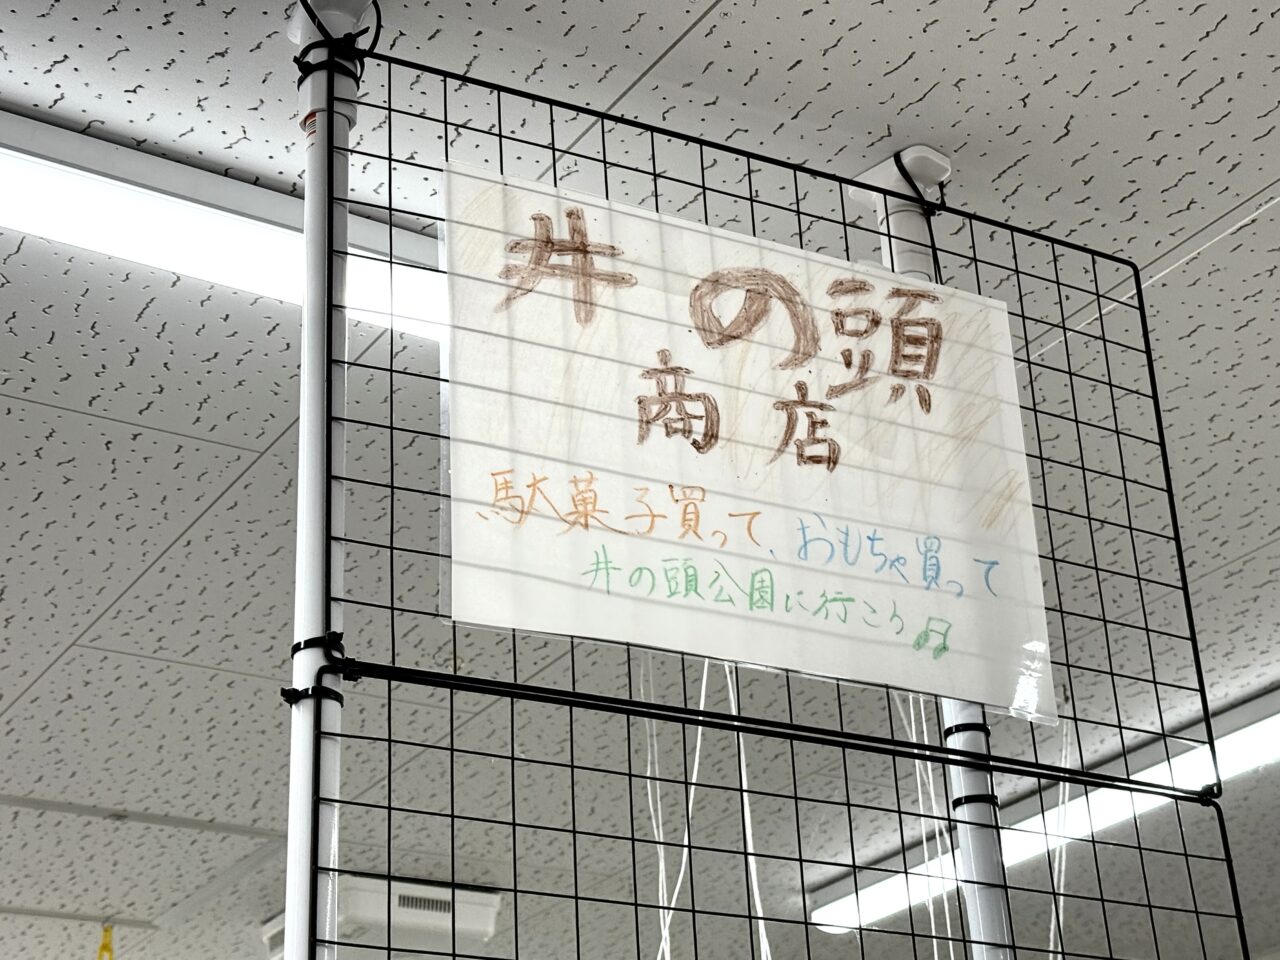 井の頭
商店
駄菓子買って、おもちゃ買って
井の頭公園に行こう♫